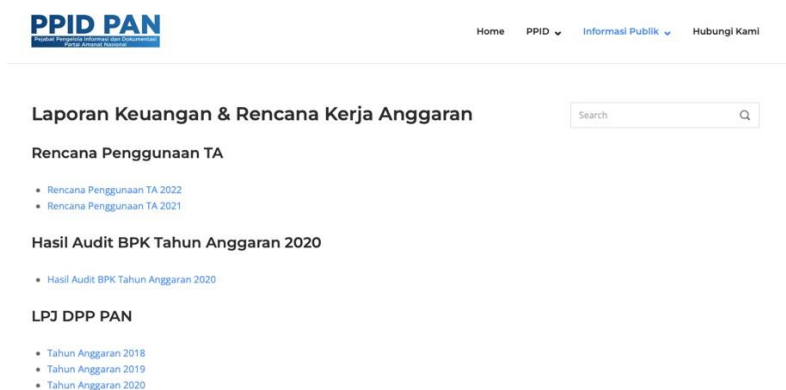 PPID PAN
Pejabat Pengelola Informasi dan Dokumentasi
Partai Amanat Nasional
Home PPID Informasi Publik Hubungi Kami
Laporan Keuangan & Rencana Kerja Anggaran
Search
Rencana Penggunaan TA
Rencana Penggunaan TA 2022
Rencana Penggunaan TA 2021
Hasil Audit BPK Tahun Anggaran 2020
Hasil Audit BPK Tahun Anggaran 2020
LPJ DPP PAN
Tahun Anggaran 2018
Tahun Anggaran 2019
Tahun Anggaran 2020